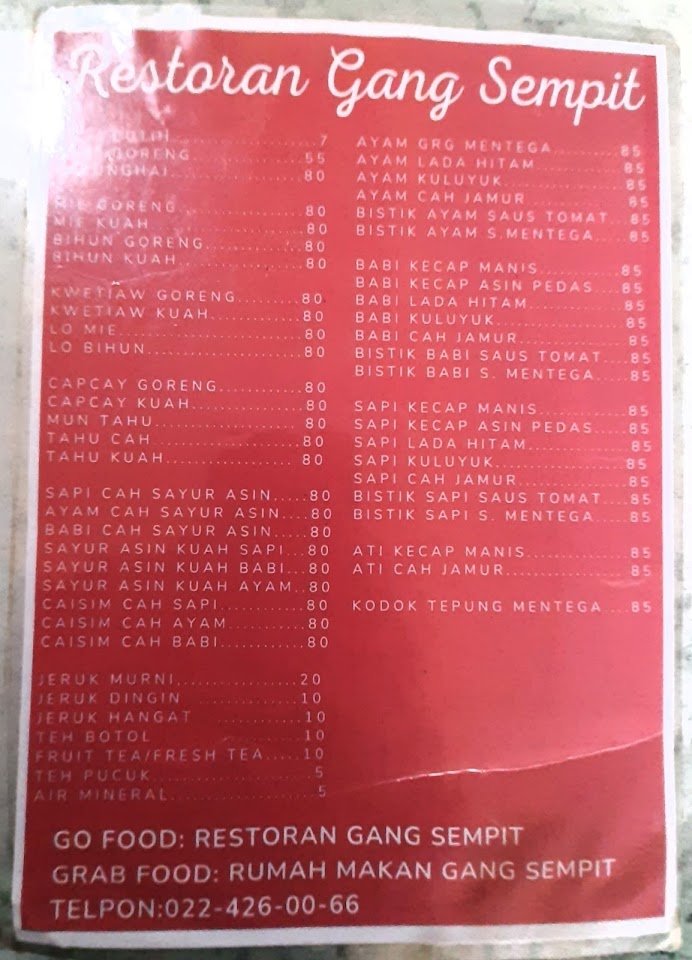 Restoran Gang Sempit
7
GORENG...............55
80
MIE GORENG...............80
MIE KUAH..................80
BIHUN GORENG...........80
BIHUN KUAH...............80
KWETIAW GORENG.........80
KWETIAW KUAH............80
LO MIE.....................80
LO BIHUN..................80
CAPCAY GORENG...........80
CAPCAY KUAH..............80
MUN TAHU..................80
TAHU CAH..................80
TAHU KUAH................. 80
SAPI CAH SAYUR ASIN.....80
AYAM CAH SAYUR ASIN....80
BABI CAH SAYUR ASIN.....80
SAYUR ASIN KUAH SAPI...80
SAYUR ASIN KUAH BABI...80
SAYUR ASIN KUAH AYAM..80
CAISIM CAH SAPI...........80
CAISIM CAH AYAM..........80
CAISIM CAH BABI...........80
JERUK MURNI...............20
JERUK DINGIN ............10
JERUK HANGAT ...........10
TEH BOTOL ...............10
FRUIT TEA/FRESH TEA.....10
TEH PUCUK..................5
AIR MINERAL................5
AYAM GRG MENTEGA..........85
AYAM LADA HITAM............85
AYAM KULUYUK...............85
AYAM CAH JAMUR.............85
BISTIK AYAM SAUS TOMAT...85
BISTIK AYAM S.MENTEGA....85
BABI KECAP MANIS...........85
BABI KECAP ASIN PEDAS....85
BABI LADA HITAM............85
BABI KULUYUK................85
BABI CAH JAMUR.............85
BISTIK BABI SAUS TOMAT...85
BISTIK BABI S. MENTEGA....85
SAPI KECAP MANIS...........85
SAPI KECAP ASIN PEDAS....85
SAPI LADA HITAM............85
SAPI KULUYUK................85
SAPI CAH JAMUR.............85
BISTIK SAPI SAUS TOMAT...85
BISTIK SAPI S. MENTEGA....85
ATI KECAP MANIS............85
ATI CAH JAMUR..............85
KODOK TEPUNG MENTEGA ...85
GO FOOD: RESTORAN GANG SEMPIT
GRAB FOOD: RUMAH MAKAN GANG SEMPIT
TELPON:022-426-00-66